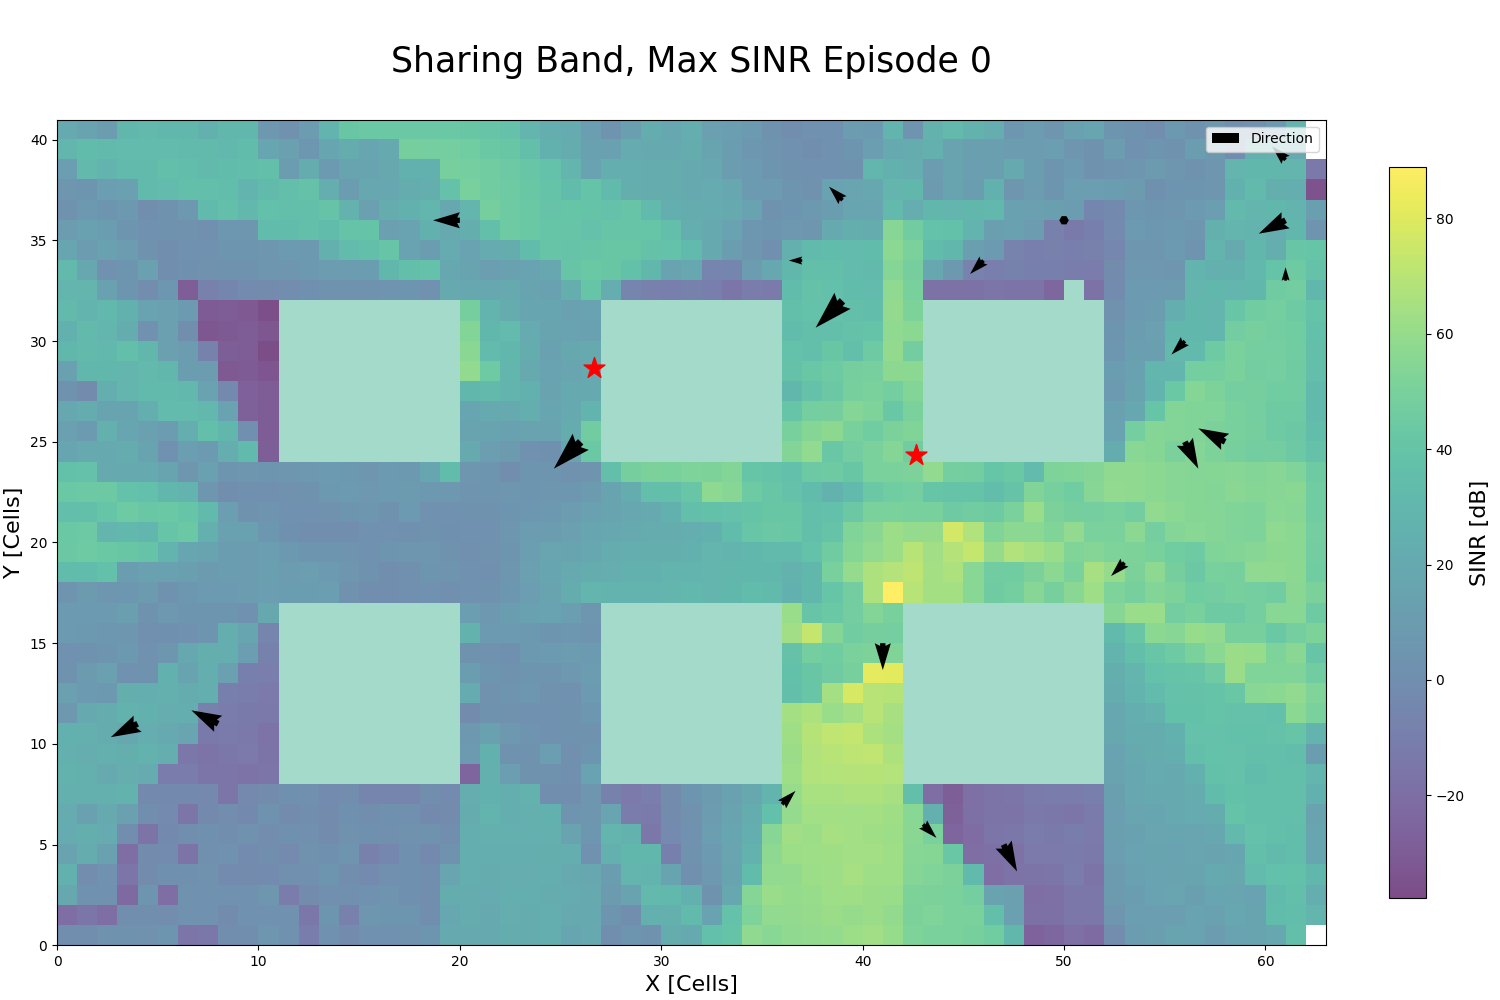 Sharing Band, Max SINR Episode 0
Direction
40
35
30
25
20
15
10
5
0
Y [Cells]
0 10 20 30 40 50 60
X [Cells]
80
60
40
20
0
−20
SINR [dB]